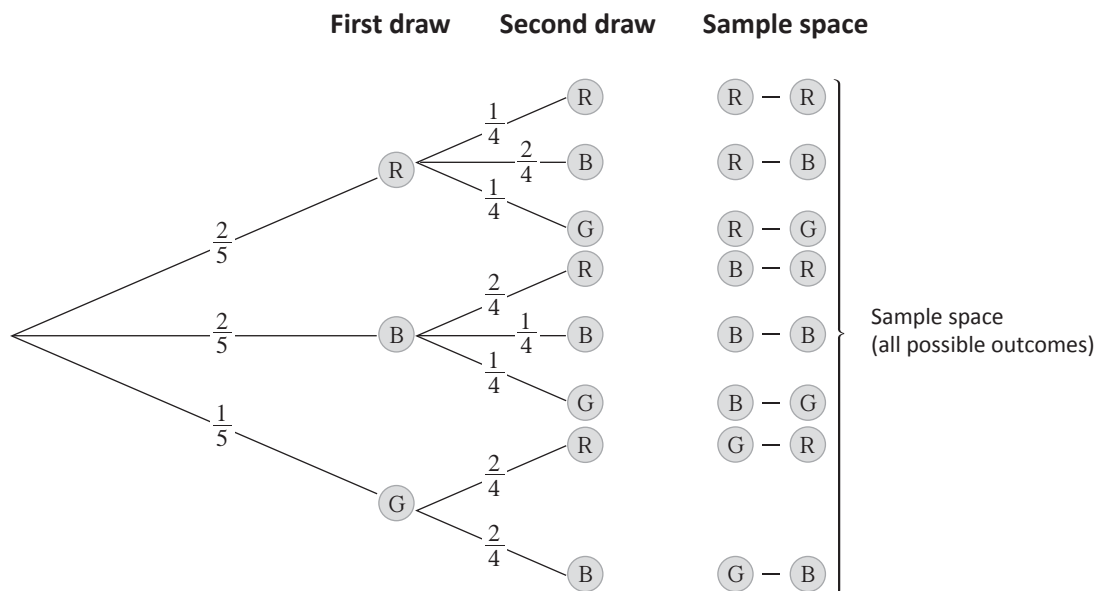 First draw Second draw Sample space
R R — R
1/4
2/4 B R — B
R
1/4
G R — G
2/5
R B — R
2/4
2/5 B 1/4 B B — B
Sample space
(all possible outcomes)
1/4
G B — G
1/5
R G — R
2/4
G
2/4
B G — B